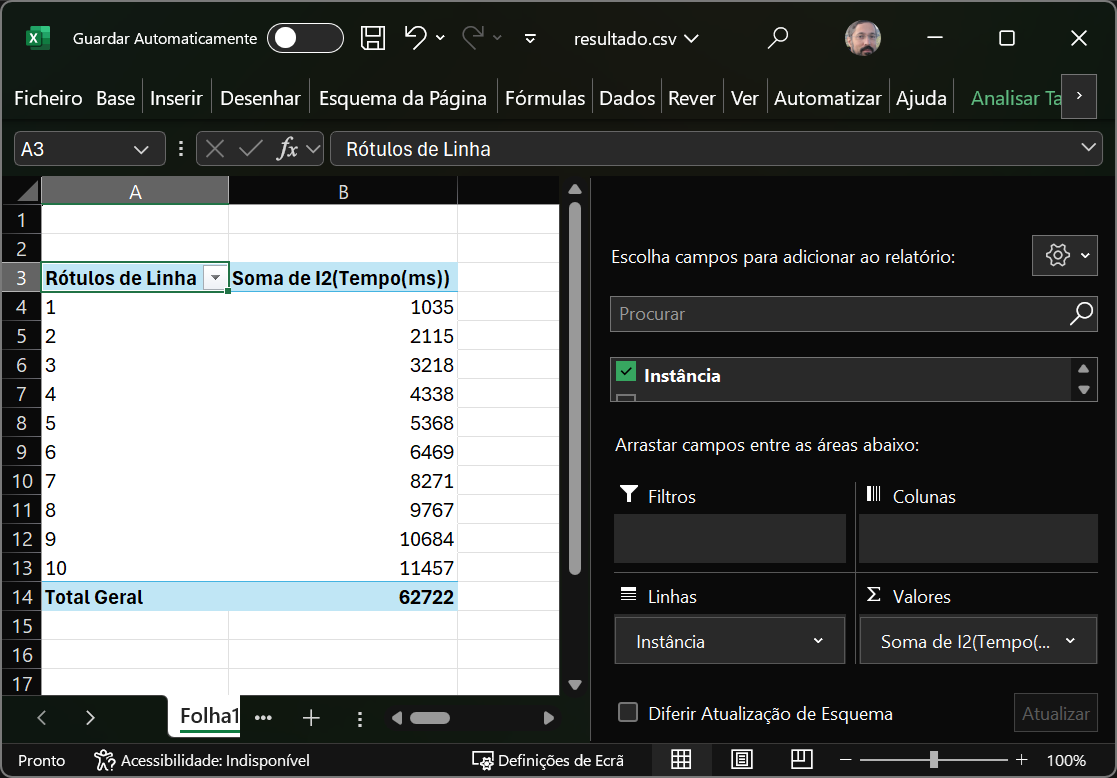 Guardar Automaticamente resultado.csv
Ficheiro Base Inserir Desenhar Esquema da Página Fórmulas Dados Rever Ver Automatizar Ajuda Analisar Ta
A3 fx Rótulos de Linha
A B
1
2
3 Rótulos de Linha Soma de I2(Tempo(ms))
4 1 1035
5 2 2115
6 3 3218
7 4 4338
8 5 5368
9 6 6469
10 7 8271
11 8 9767
12 9 10684
13 10 11457
14 Total Geral 62722
15
16
17
Folha1
Escolha campos para adicionar ao relatório:
Procurar
Instância
Arrastar campos entre as áreas abaixo:
Filtros Colunas
Linhas Σ Valores
Instância Soma de I2(Tempo(...
Diferir Atualização de Esquema Atualizar
Pronto Acessibilidade: Indisponível Definições de Ecrã 100%